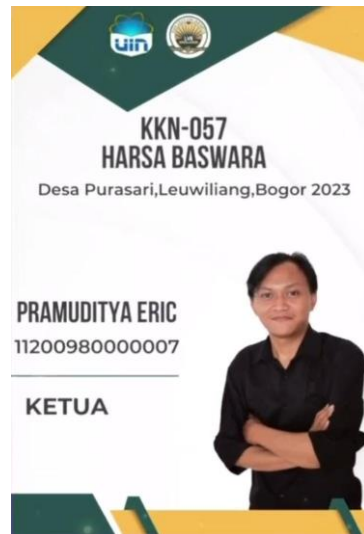 uin
KKN-057
HARSA BASWARA
Desa Purasari,Leuwiliang,Bogor 2023
PRAMUDITYA ERIC
11200980000007
KETUA